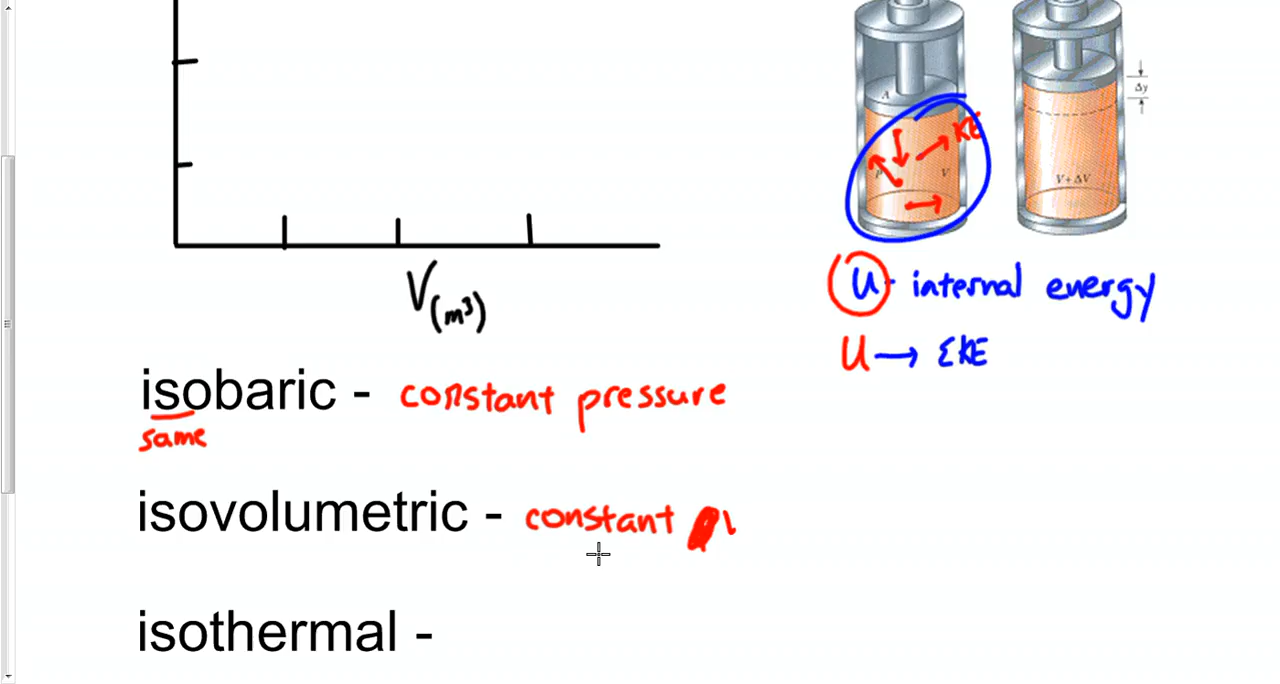 A
KE
Δy
P
V
V + ΔV
V (m³)
U - internal energy
U → ΣKE
isobaric - constant pressure
same
isovolumetric - constant
isothermal -